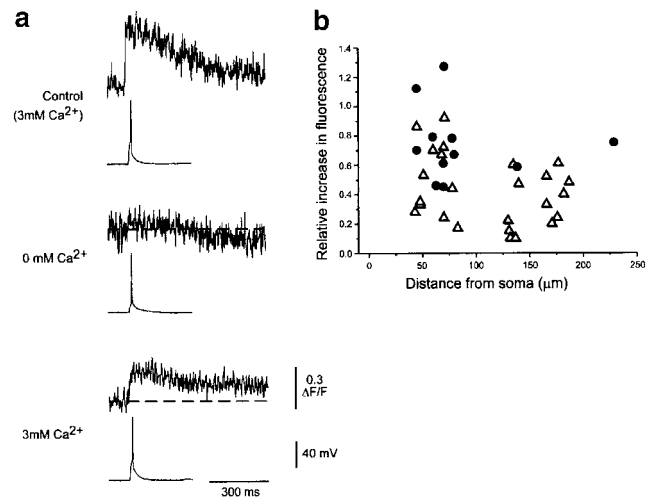 a
Control
(3mM Ca2+)
0 mM Ca2+
3mM Ca2+
0.3
ΔF/F
40 mV
300 ms
b
Relative increase in fluorescence
1.4
1.2
1.0
0.8
0.6
0.4
0.2
0.0
0 50 100 150 200 250
Distance from soma (μm)